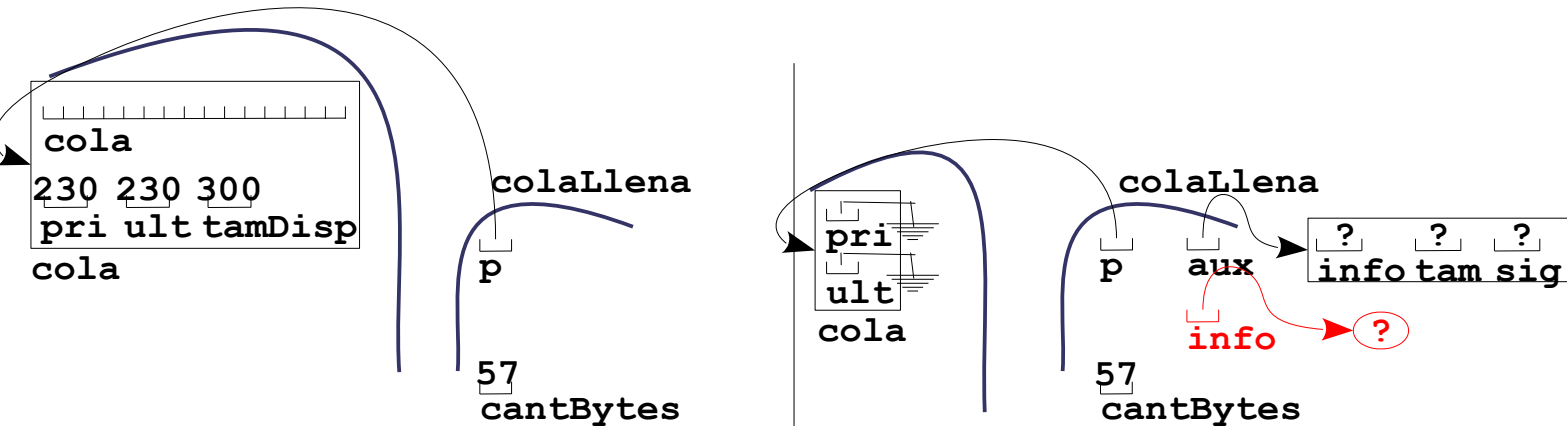 cola
230 230 300
pri ult tamDisp
cola
colaLlena
p
57
cantBytes
pri
ult
cola
colaLlena
p aux
info
57
cantBytes
? ? ?
info tam sig
?